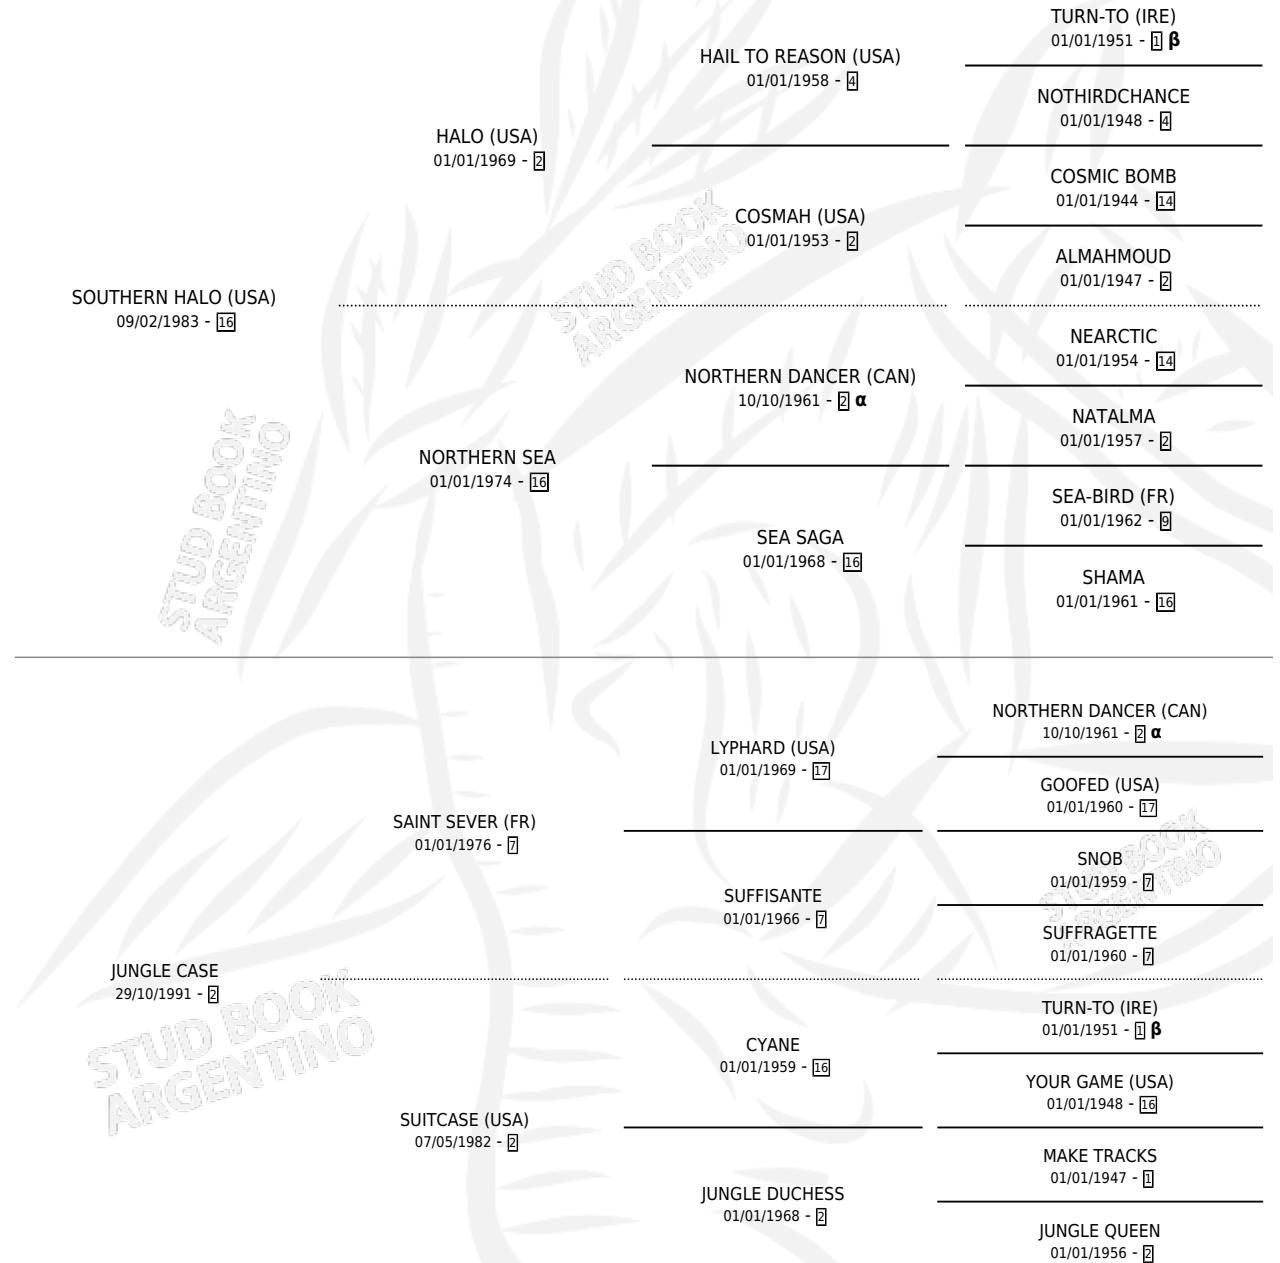 TURN-TO (IRE)
01/01/1951 - 1 β
HAIL TO REASON (USA)
01/01/1958 - 4
NOTHIRDCHANCE
01/01/1948 - 4
HALO (USA)
01/01/1969 - 2
COSMIC BOMB
01/01/1944 - 14
COSMAH (USA)
01/01/1953 - 2
ALMAHMOUD
01/01/1947 - 2
SOUTHERN HALO (USA)
09/02/1983 - 16
NEARCTIC
01/01/1954 - 14
NORTHERN DANCER (CAN)
10/10/1961 - 2 α
NATALMA
01/01/1957 - 2
NORTHERN SEA
01/01/1974 - 16
SEA-BIRD (FR)
01/01/1962 - 9
SEA SAGA
01/01/1968 - 16
SHAMA
01/01/1961 - 16
NORTHERN DANCER (CAN)
10/10/1961 - 2 α
LYPHARD (USA)
01/01/1969 - 17
GOOFED (USA)
01/01/1960 - 17
SAINT SEVER (FR)
01/01/1976 - 7
SNOB
01/01/1959 - 7
SUFFISANTE
01/01/1966 - 7
SUFFRAGETTE
01/01/1960 - 7
JUNGLE CASE
29/10/1991 - 2
TURN-TO (IRE)
01/01/1951 - 1 β
CYANE
01/01/1959 - 16
YOUR GAME (USA)
01/01/1948 - 16
SUITCASE (USA)
07/05/1982 - 2
MAKE TRACKS
01/01/1947 - 1
JUNGLE DUCHESS
01/01/1968 - 2
JUNGLE QUEEN
01/01/1956 - 2
STUD BOOK
ARGENTINO
STUD BOOK
ARGENTINO
STUD BOOK
ARGENTINO
STUD BOOK
ARGENTINO